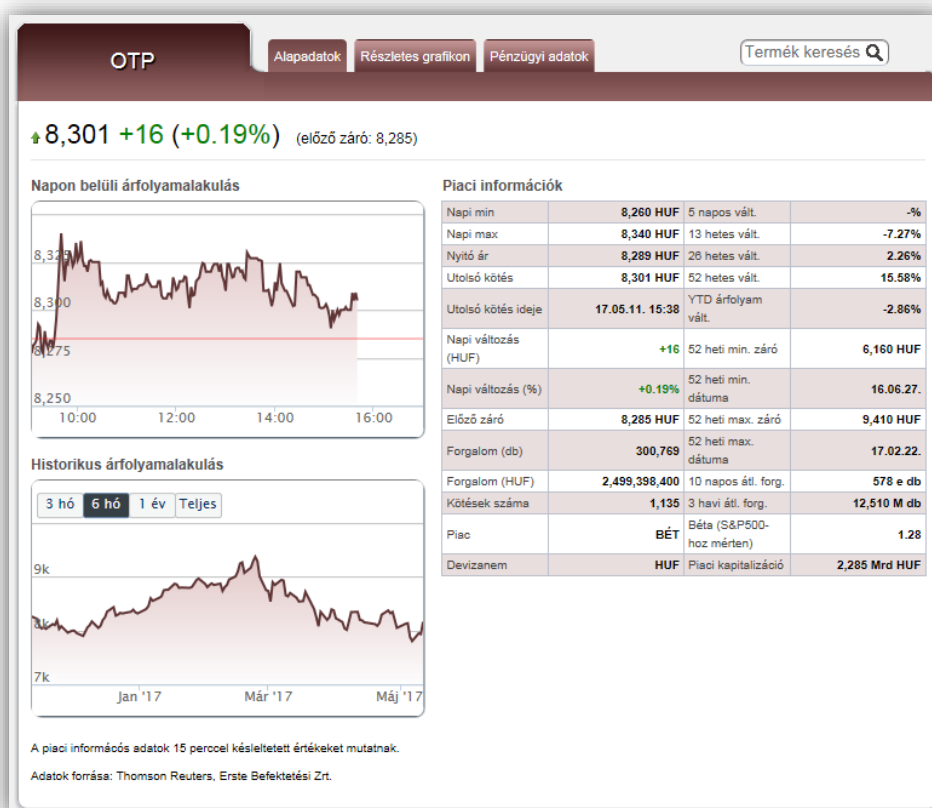 OTP
Alapadatok
Részletes grafikon
Pénzügyi adatok
Termék keresés
8,301 +16 (+0.19%) (előző záró: 8,285)
Napon belüli árfolyamalakulás
8,325
8,300
8,275
8,250
10:00 12:00 14:00 16:00
Historikus árfolyamalakulás
3 hó 6 hó 1 év Teljes
9k
8k
7k
Jan '17 Már '17 Máj '17
A piaci informácós adatok 15 perccel késleltetett értékeket mutatnak.
Adatok forrása: Thomson Reuters, Erste Befektetési Zrt.
Piaci információk
Napi min 8,260 HUF 5 napos vált. -%
Napi max 8,340 HUF 13 hetes vált. -7.27%
Nyitó ár 8,289 HUF 26 hetes vált. 2.26%
Utolsó kötés 8,301 HUF 52 hetes vált. 15.58%
Utolsó kötés ideje 17.05.11. 15:38 YTD árfolyam
vált. -2.86%
Napi változás
(HUF) +16 52 heti min. záró 6,160 HUF
Napi változás (%) +0.19% 52 heti min.
dátuma 16.06.27.
Előző záró 8,285 HUF 52 heti max. záró 9,410 HUF
Forgalom (db) 300,769 52 heti max.
dátuma 17.02.22.
Forgalom (HUF) 2,499,398,400 10 napos átl. forg. 578 e db
Kötések száma 1,135 3 havi átl. forg. 12,510 M db
Piac BÉT Béta (S&P500-
hoz mérten) 1.28
Devizanem HUF Piaci kapitalizáció 2,285 Mrd HUF